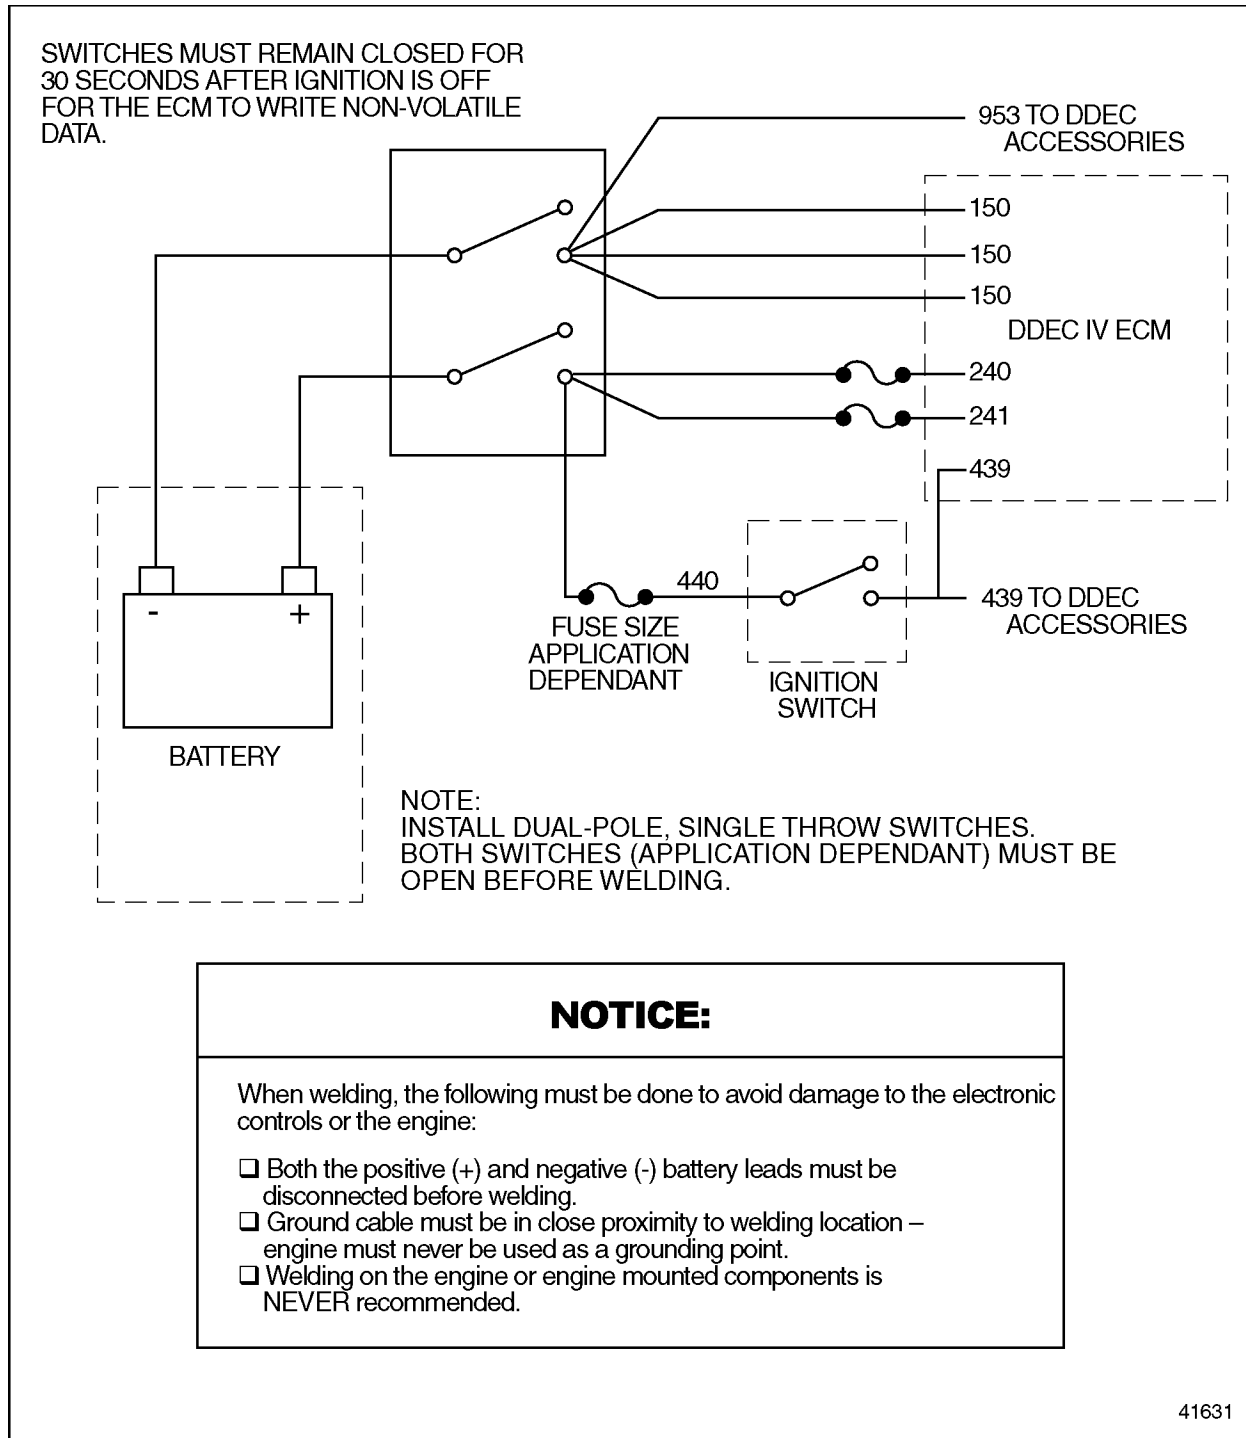 SWITCHES MUST REMAIN CLOSED FOR
30 SECONDS AFTER IGNITION IS OFF
FOR THE ECM TO WRITE NON-VOLATILE
DATA.
953 TO DDEC
ACCESSORIES
150
150
150
DDEC IV ECM
240
241
439
440
439 TO DDEC
ACCESSORIES
FUSE SIZE
APPLICATION
DEPENDANT
IGNITION
SWITCH
- +
BATTERY
NOTE:
INSTALL DUAL-POLE, SINGLE THROW SWITCHES.
BOTH SWITCHES (APPLICATION DEPENDANT) MUST BE
OPEN BEFORE WELDING.
NOTICE:
When welding, the following must be done to avoid damage to the electronic
controls or the engine:
❑ Both the positive (+) and negative (-) battery leads must be
disconnected before welding.
❑ Ground cable must be in close proximity to welding location –
engine must never be used as a grounding point.
❑ Welding on the engine or engine mounted components is
NEVER recommended.
41631